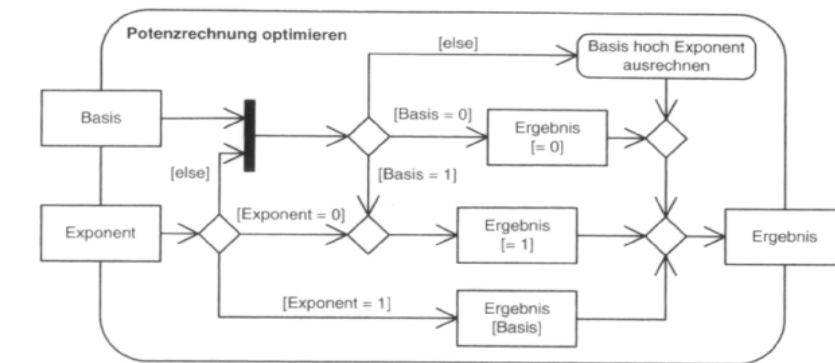 Potenzrechnung optimieren
[else]
Basis hoch Exponent
ausrechnen
Basis
[Basis = 0]
Ergebnis
[= 0]
[else]
[Basis = 1]
Exponent
[Exponent = 0]
Ergebnis
[= 1]
Ergebnis
[Exponent = 1]
Ergebnis
[Basis]